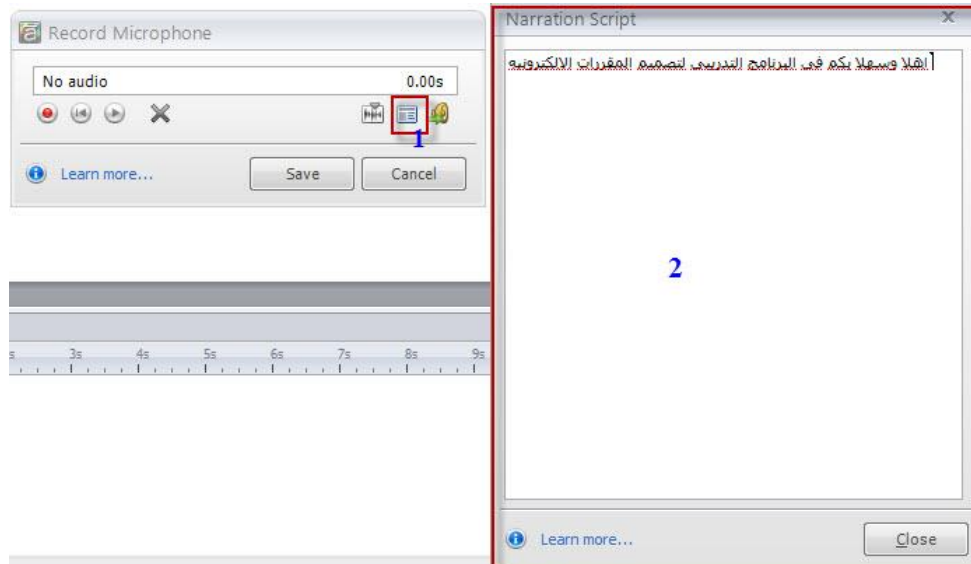 Record Microphone
No audio 0.00s
1
Learn more...
Save
Cancel
3s 4s 5s 6s 7s 8s 9s
Narration Script
اهلا وسهلا بكم في البرنامج التدريبي لتصميم المقررات الالكترونيه
2
Learn more...
Close